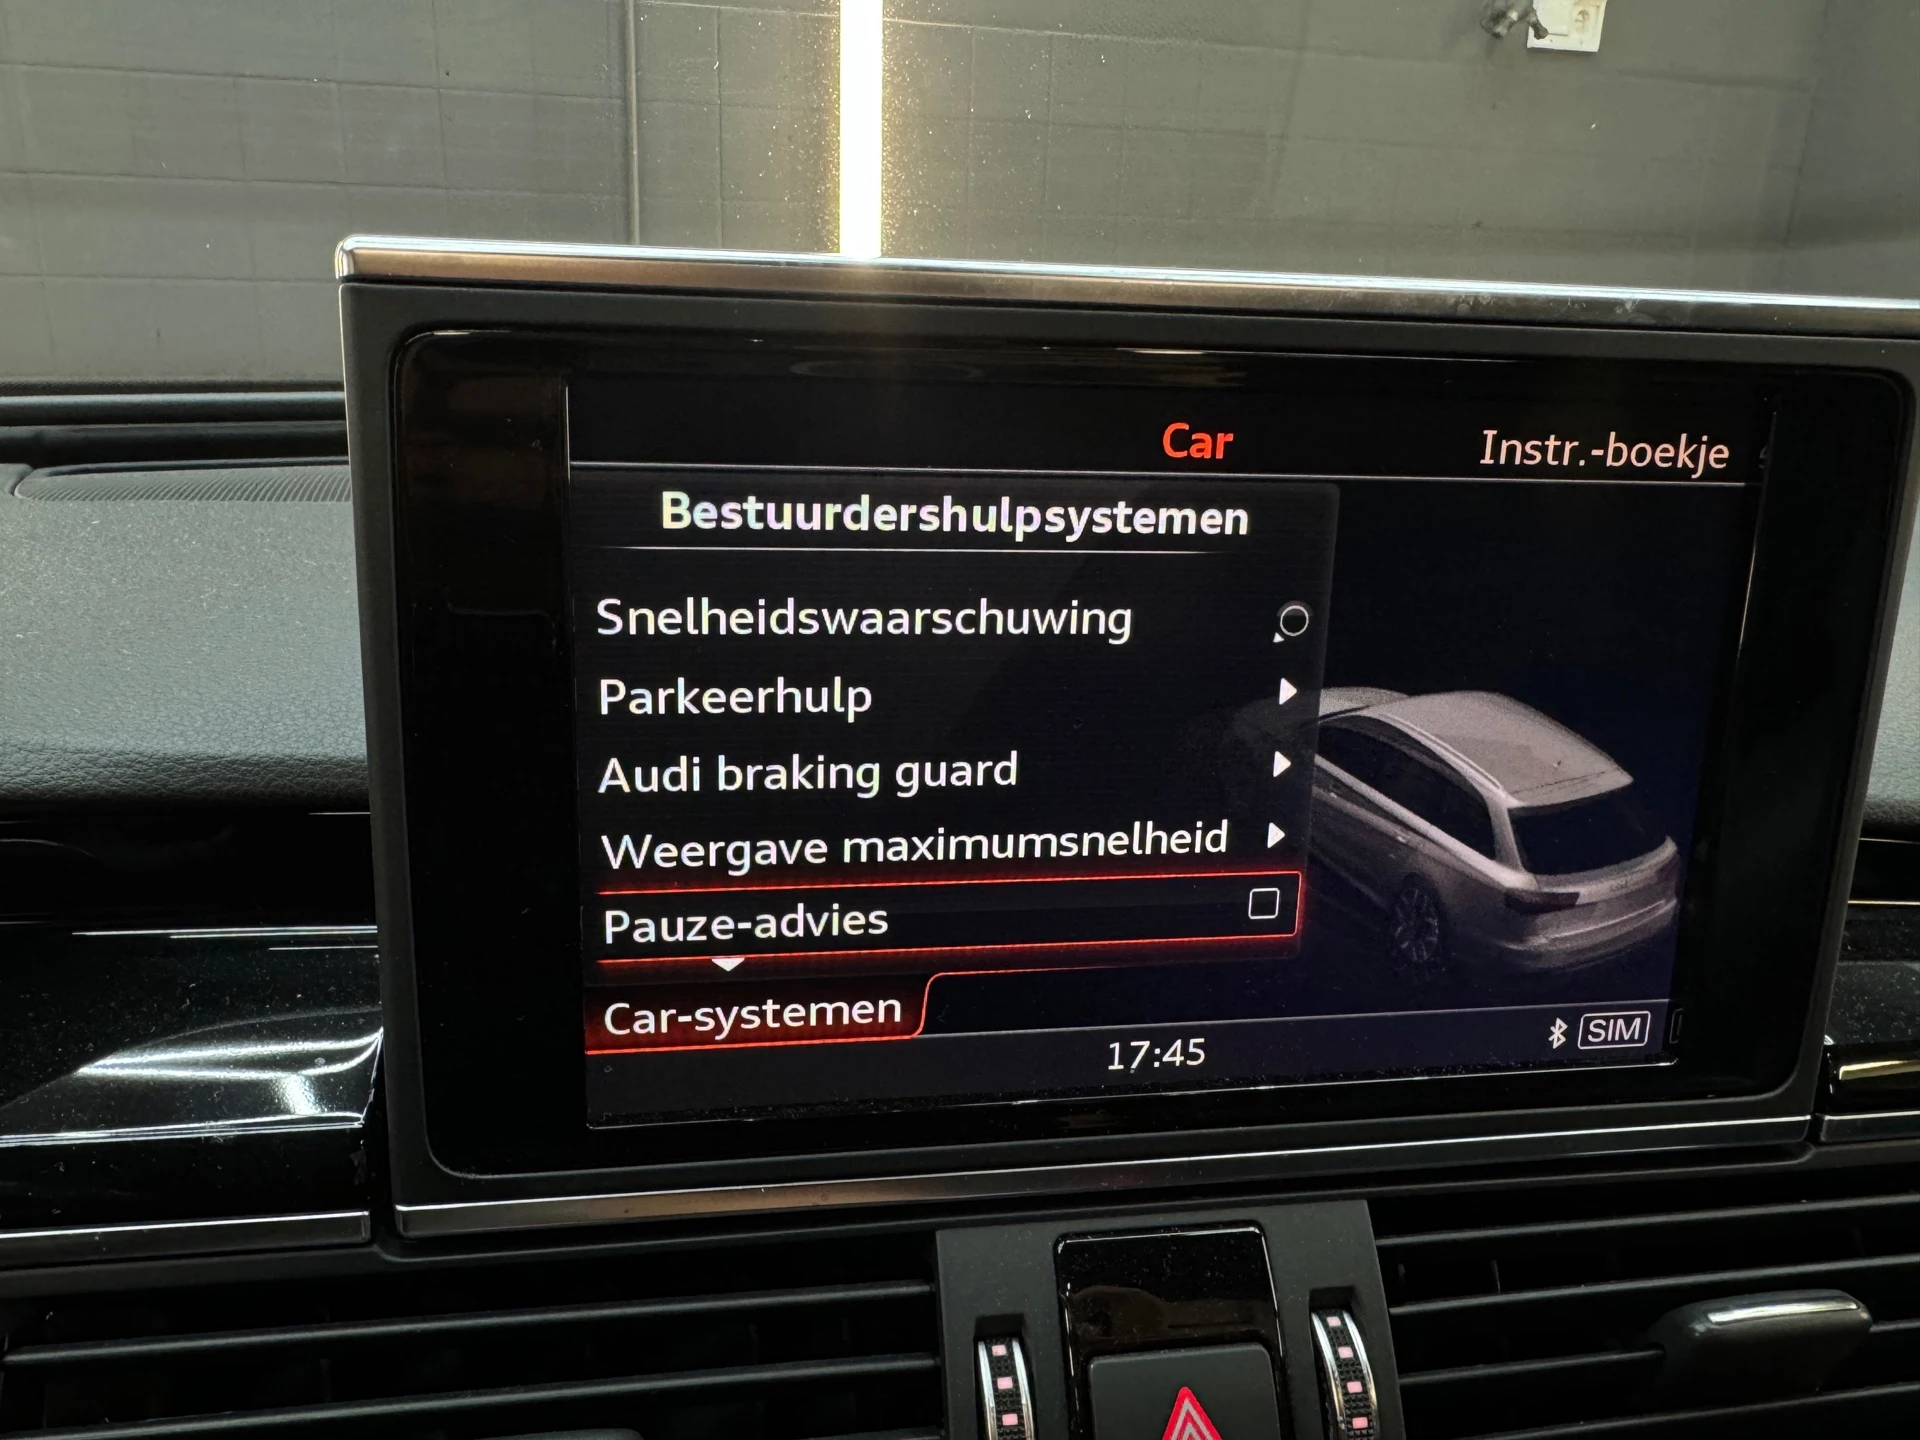 Car
Instr.-boekje
Bestuurdershulpsystemen
Snelheidswaarschuwing
Parkeerhulp
Audi braking guard
Weergave maximumsnelheid
Pauze-advies
Car-systemen
17:45
SIM